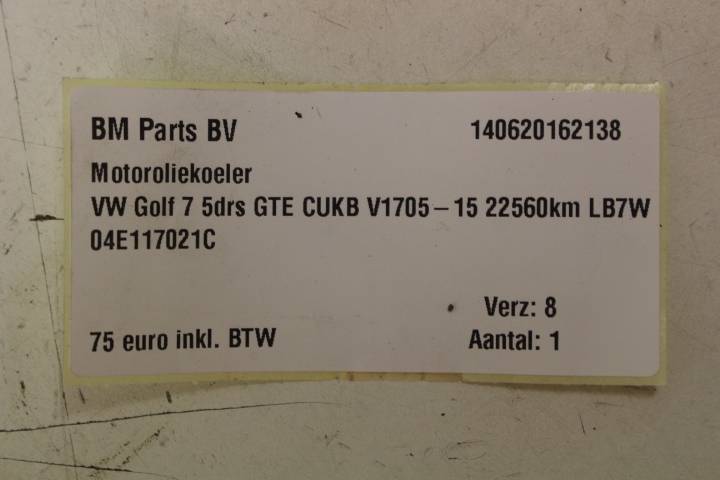 BM Parts BV 140620162138
Motoroliekoeler
VW Golf 7 5drs GTE CUKB V1705-15 22560km LB7W
04E117021C
Verz: 8
75 euro inkl. BTW Aantal: 1